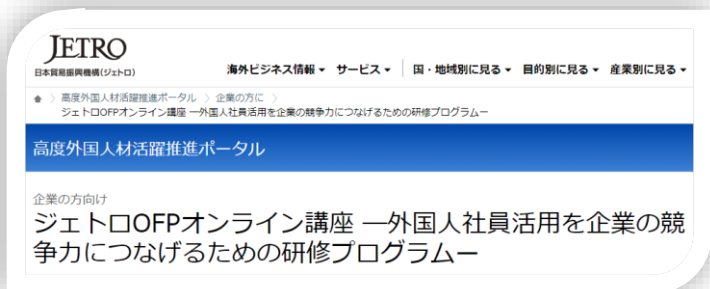 JETRO
日本貿易振興機構(ジェトロ)
海外ビジネス情報 サービス 国・地域別に見る 目的別に見る 産業別に見る
高度外国人材活躍推進ポータル 〉 企業の方に 〉
ジェトロOFPオンライン講座 ―外国人社員活用を企業の競争力につなげるための研修プログラムー
高度外国人材活躍推進ポータル
企業の方向け
ジェトロOFPオンライン講座 ―外国人社員活用を企業の競
争力につなげるための研修プログラムー